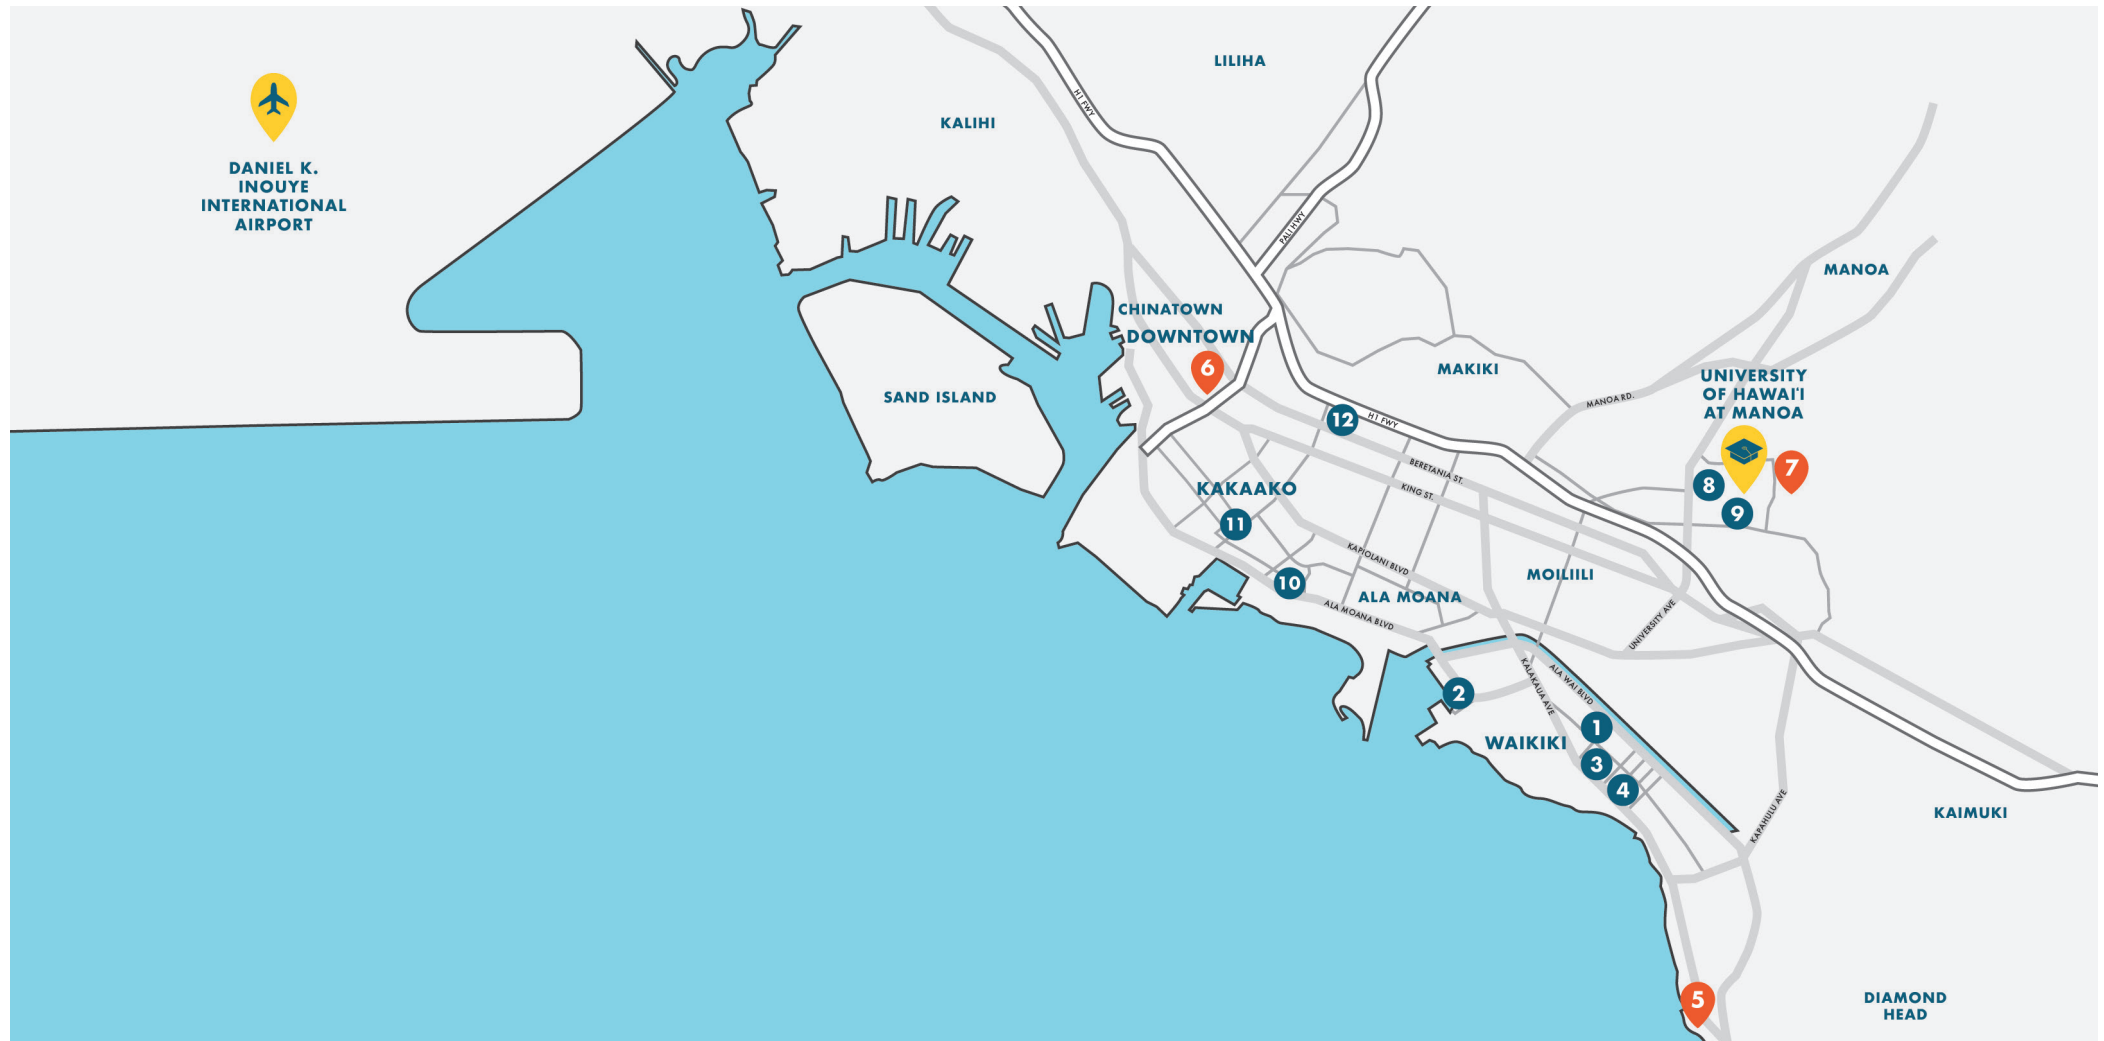 LILIHA
H1 FWY
KALIHI
DANIEL K.
INOUYE
INTERNATIONAL
AIRPORT
PALI HWY
MANOA
CHINATOWN
DOWNTOWN
6
SAND ISLAND
MAKIKI
MANOA RD.
UNIVERSITY
OF HAWAI'I
AT MANOA
12
H1 FWY
BERETANIA ST.
KING ST.
7
8
9
KAKAAKO
11
KAPIOLANI BLVD
MOILIILI
10
ALA MOANA
ALA MOANA BLVD
UNIVERSITY AVE
KALAKAUA AVE
ALA WAI BLVD
2
1
WAIKIKI
3
4
KAPAHULU AVE
KAIMUKI
5
DIAMOND
HEAD